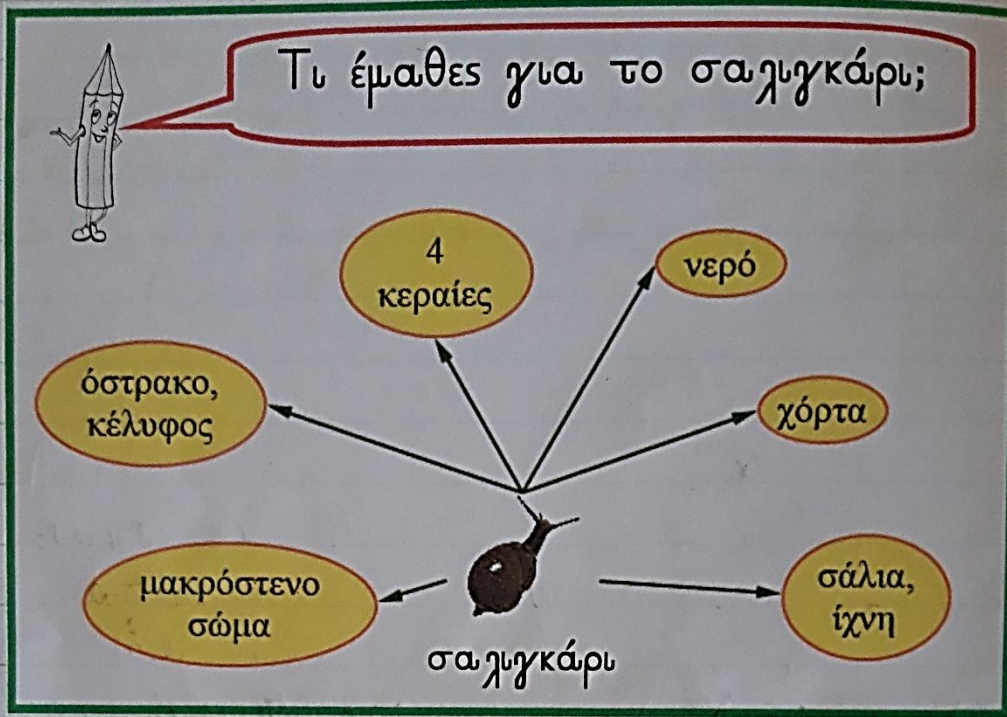 Τι έμαθες για το σαλιγκάρι;
4
κεραίες
νερό
όστρακο,
κέλυφος
χόρτα
μακρόστενο
σώμα
σάλια,
ίχνη
σαλιγκάρι